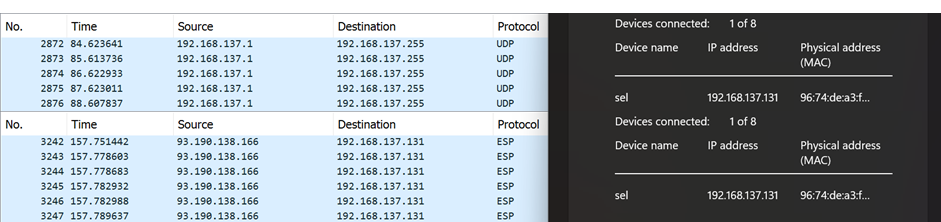 No. Time Source Destination Protocol
2872 84.623641 192.168.137.1 192.168.137.255 UDP
2873 85.613736 192.168.137.1 192.168.137.255 UDP
2874 86.622933 192.168.137.1 192.168.137.255 UDP
2875 87.623011 192.168.137.1 192.168.137.255 UDP
2876 88.607837 192.168.137.1 192.168.137.255 UDP
No. Time Source Destination Protocol
3242 157.751442 93.190.138.166 192.168.137.131 ESP
3243 157.778603 93.190.138.166 192.168.137.131 ESP
3244 157.778683 93.190.138.166 192.168.137.131 ESP
3245 157.782932 93.190.138.166 192.168.137.131 ESP
3246 157.782988 93.190.138.166 192.168.137.131 ESP
3247 157.789637 93.190.138.166 192.168.137.131 ESP
Devices connected: 1 of 8
Device name IP address Physical address
(MAC)
sel 192.168.137.131 96:74:de:a3:f...
Devices connected: 1 of 8
Device name IP address Physical address
(MAC)
sel 192.168.137.131 96:74:de:a3:f...